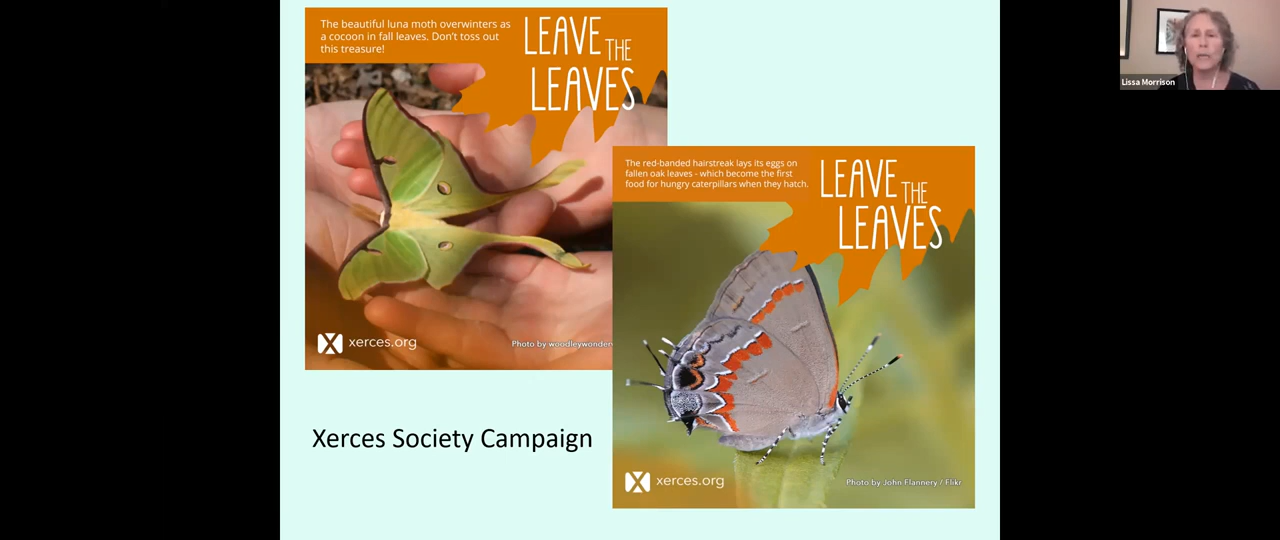 The beautiful luna moth overwinters as
a cocoon in fall leaves. Don't toss out
this treasure!
LEAVE THE
LEAVES
xerces.org
Photo by woodleywonder
The red-banded hairstreak lays its eggs on
fallen oak leaves - which become the first
food for hungry caterpillars when they hatch.
LEAVE THE
LEAVES
xerces.org
Photo by John Flannery / Flikr
Xerces Society Campaign
Lissa Morrison